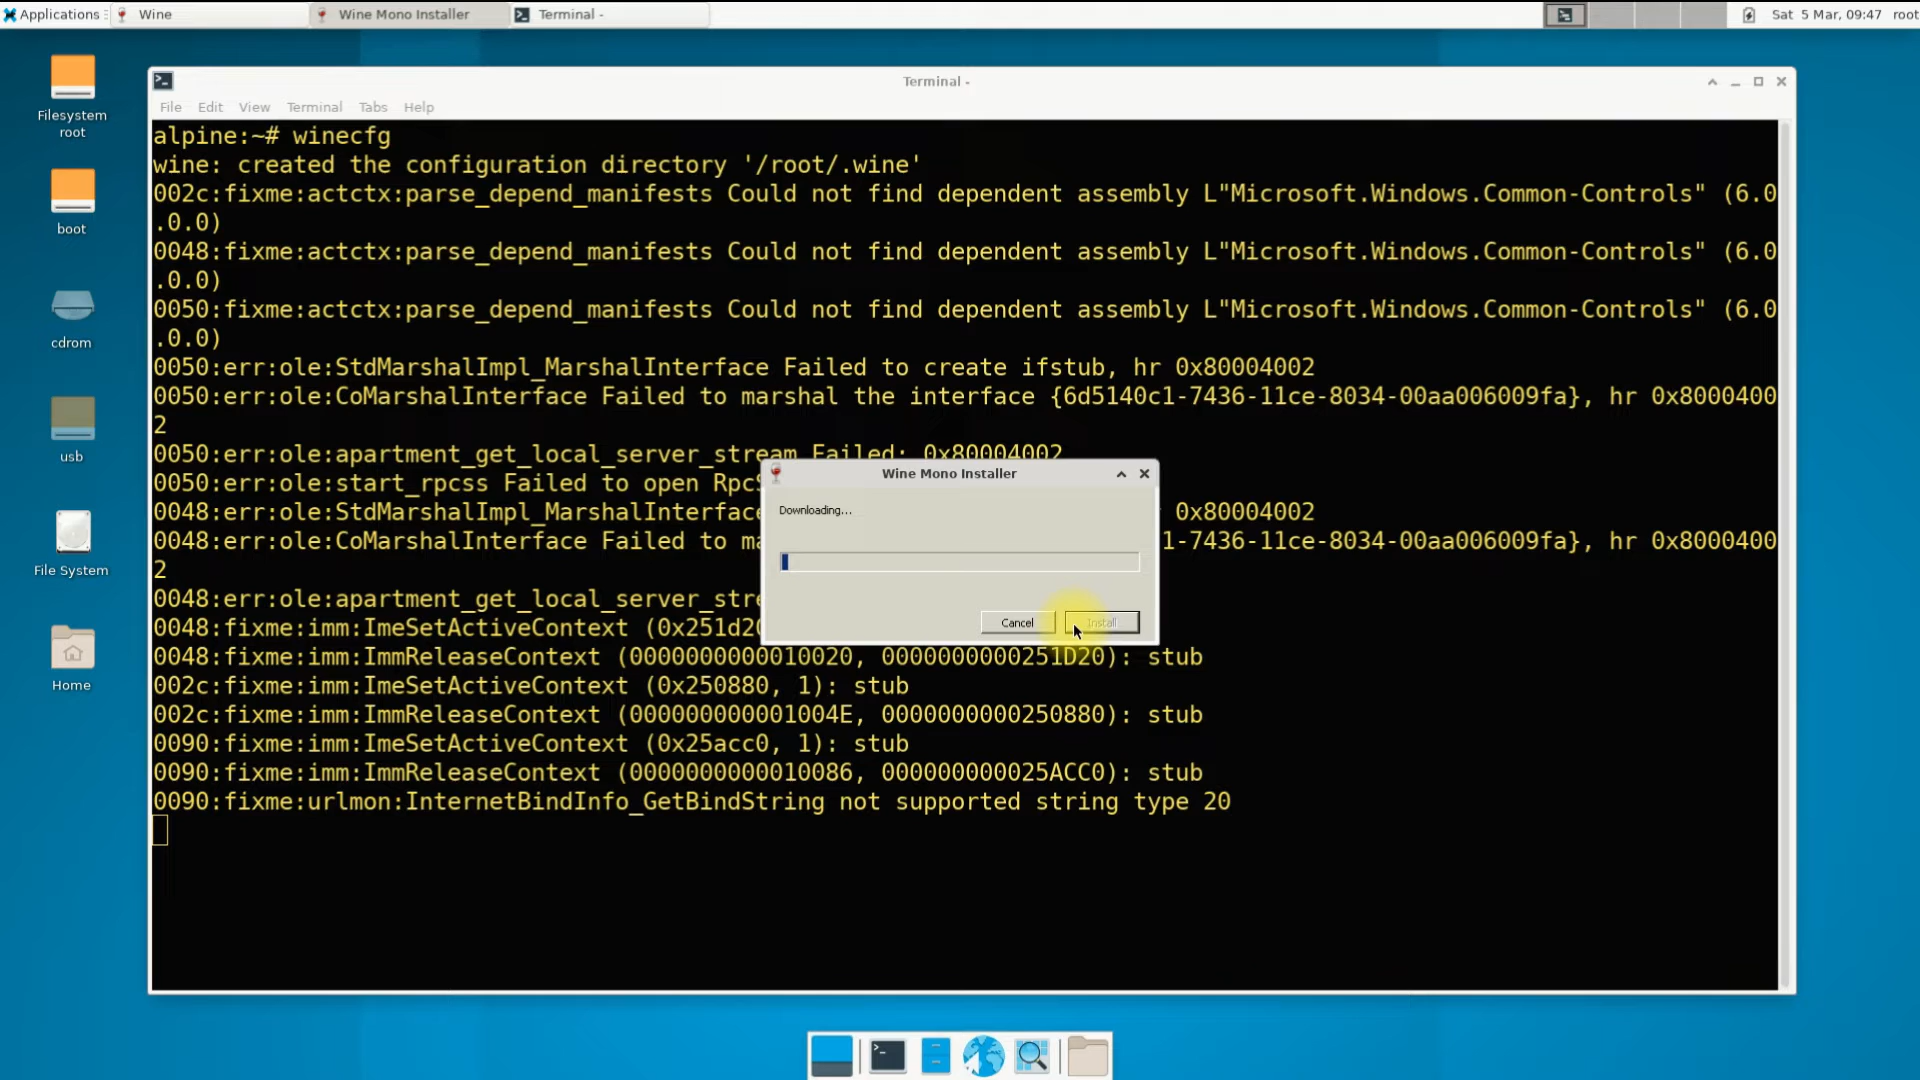 Applications
Wine
Wine Mono Installer
Terminal -
Sat 5 Mar, 09:47
root
Filesystem
root
boot
cdrom
usb
File System
Home
Terminal -
File Edit View Terminal Tabs Help
alpine:~# winecfg
wine: created the configuration directory '/root/.wine'
002c:fixme:actctx:parse_depend_manifests Could not find dependent assembly L"Microsoft.Windows.Common-Controls" (6.0
.0.0)
0048:fixme:actctx:parse_depend_manifests Could not find dependent assembly L"Microsoft.Windows.Common-Controls" (6.0
.0.0)
0050:fixme:actctx:parse_depend_manifests Could not find dependent assembly L"Microsoft.Windows.Common-Controls" (6.0
.0.0)
0050:err:ole:StdMarshalImpl_MarshalInterface Failed to create ifstub, hr 0x80004002
0050:err:ole:CoMarshalInterface Failed to marshal the interface {6d5140c1-7436-11ce-8034-00aa006009fa}, hr 0x8000400
2
0050:err:ole:apartment_get_local_server_stream Failed: 0x80004002
0050:err:ole:start_rpcss Failed to open Rpc
0048:err:ole:StdMarshalImpl_MarshalInterface 0x80004002
0048:err:ole:CoMarshalInterface Failed to ma 1-7436-11ce-8034-00aa006009fa}, hr 0x8000400
2
0048:err:ole:apartment_get_local_server_stre
0048:fixme:imm:ImeSetActiveContext (0x251d20
0048:fixme:imm:ImmReleaseContext (0000000000010020, 0000000000251D20): stub
002c:fixme:imm:ImeSetActiveContext (0x250880, 1): stub
002c:fixme:imm:ImmReleaseContext (000000000001004E, 0000000000250880): stub
0090:fixme:imm:ImeSetActiveContext (0x25acc0, 1): stub
0090:fixme:imm:ImmReleaseContext (0000000000010086, 000000000025ACC0): stub
0090:fixme:urlmon:InternetBindInfo_GetBindString not supported string type 20
Wine Mono Installer
Downloading...
Cancel
Install